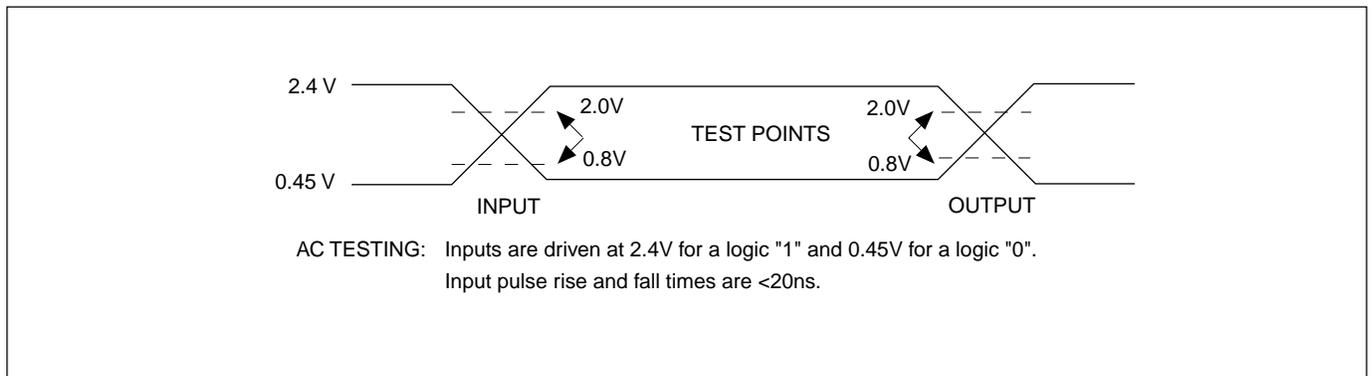 2.4 V
2.0V
2.0V
TEST POINTS
0.8V
0.8V
0.45 V
INPUT
OUTPUT
AC TESTING: Inputs are driven at 2.4V for a logic "1" and 0.45V for a logic "0".
Input pulse rise and fall times are <20ns.